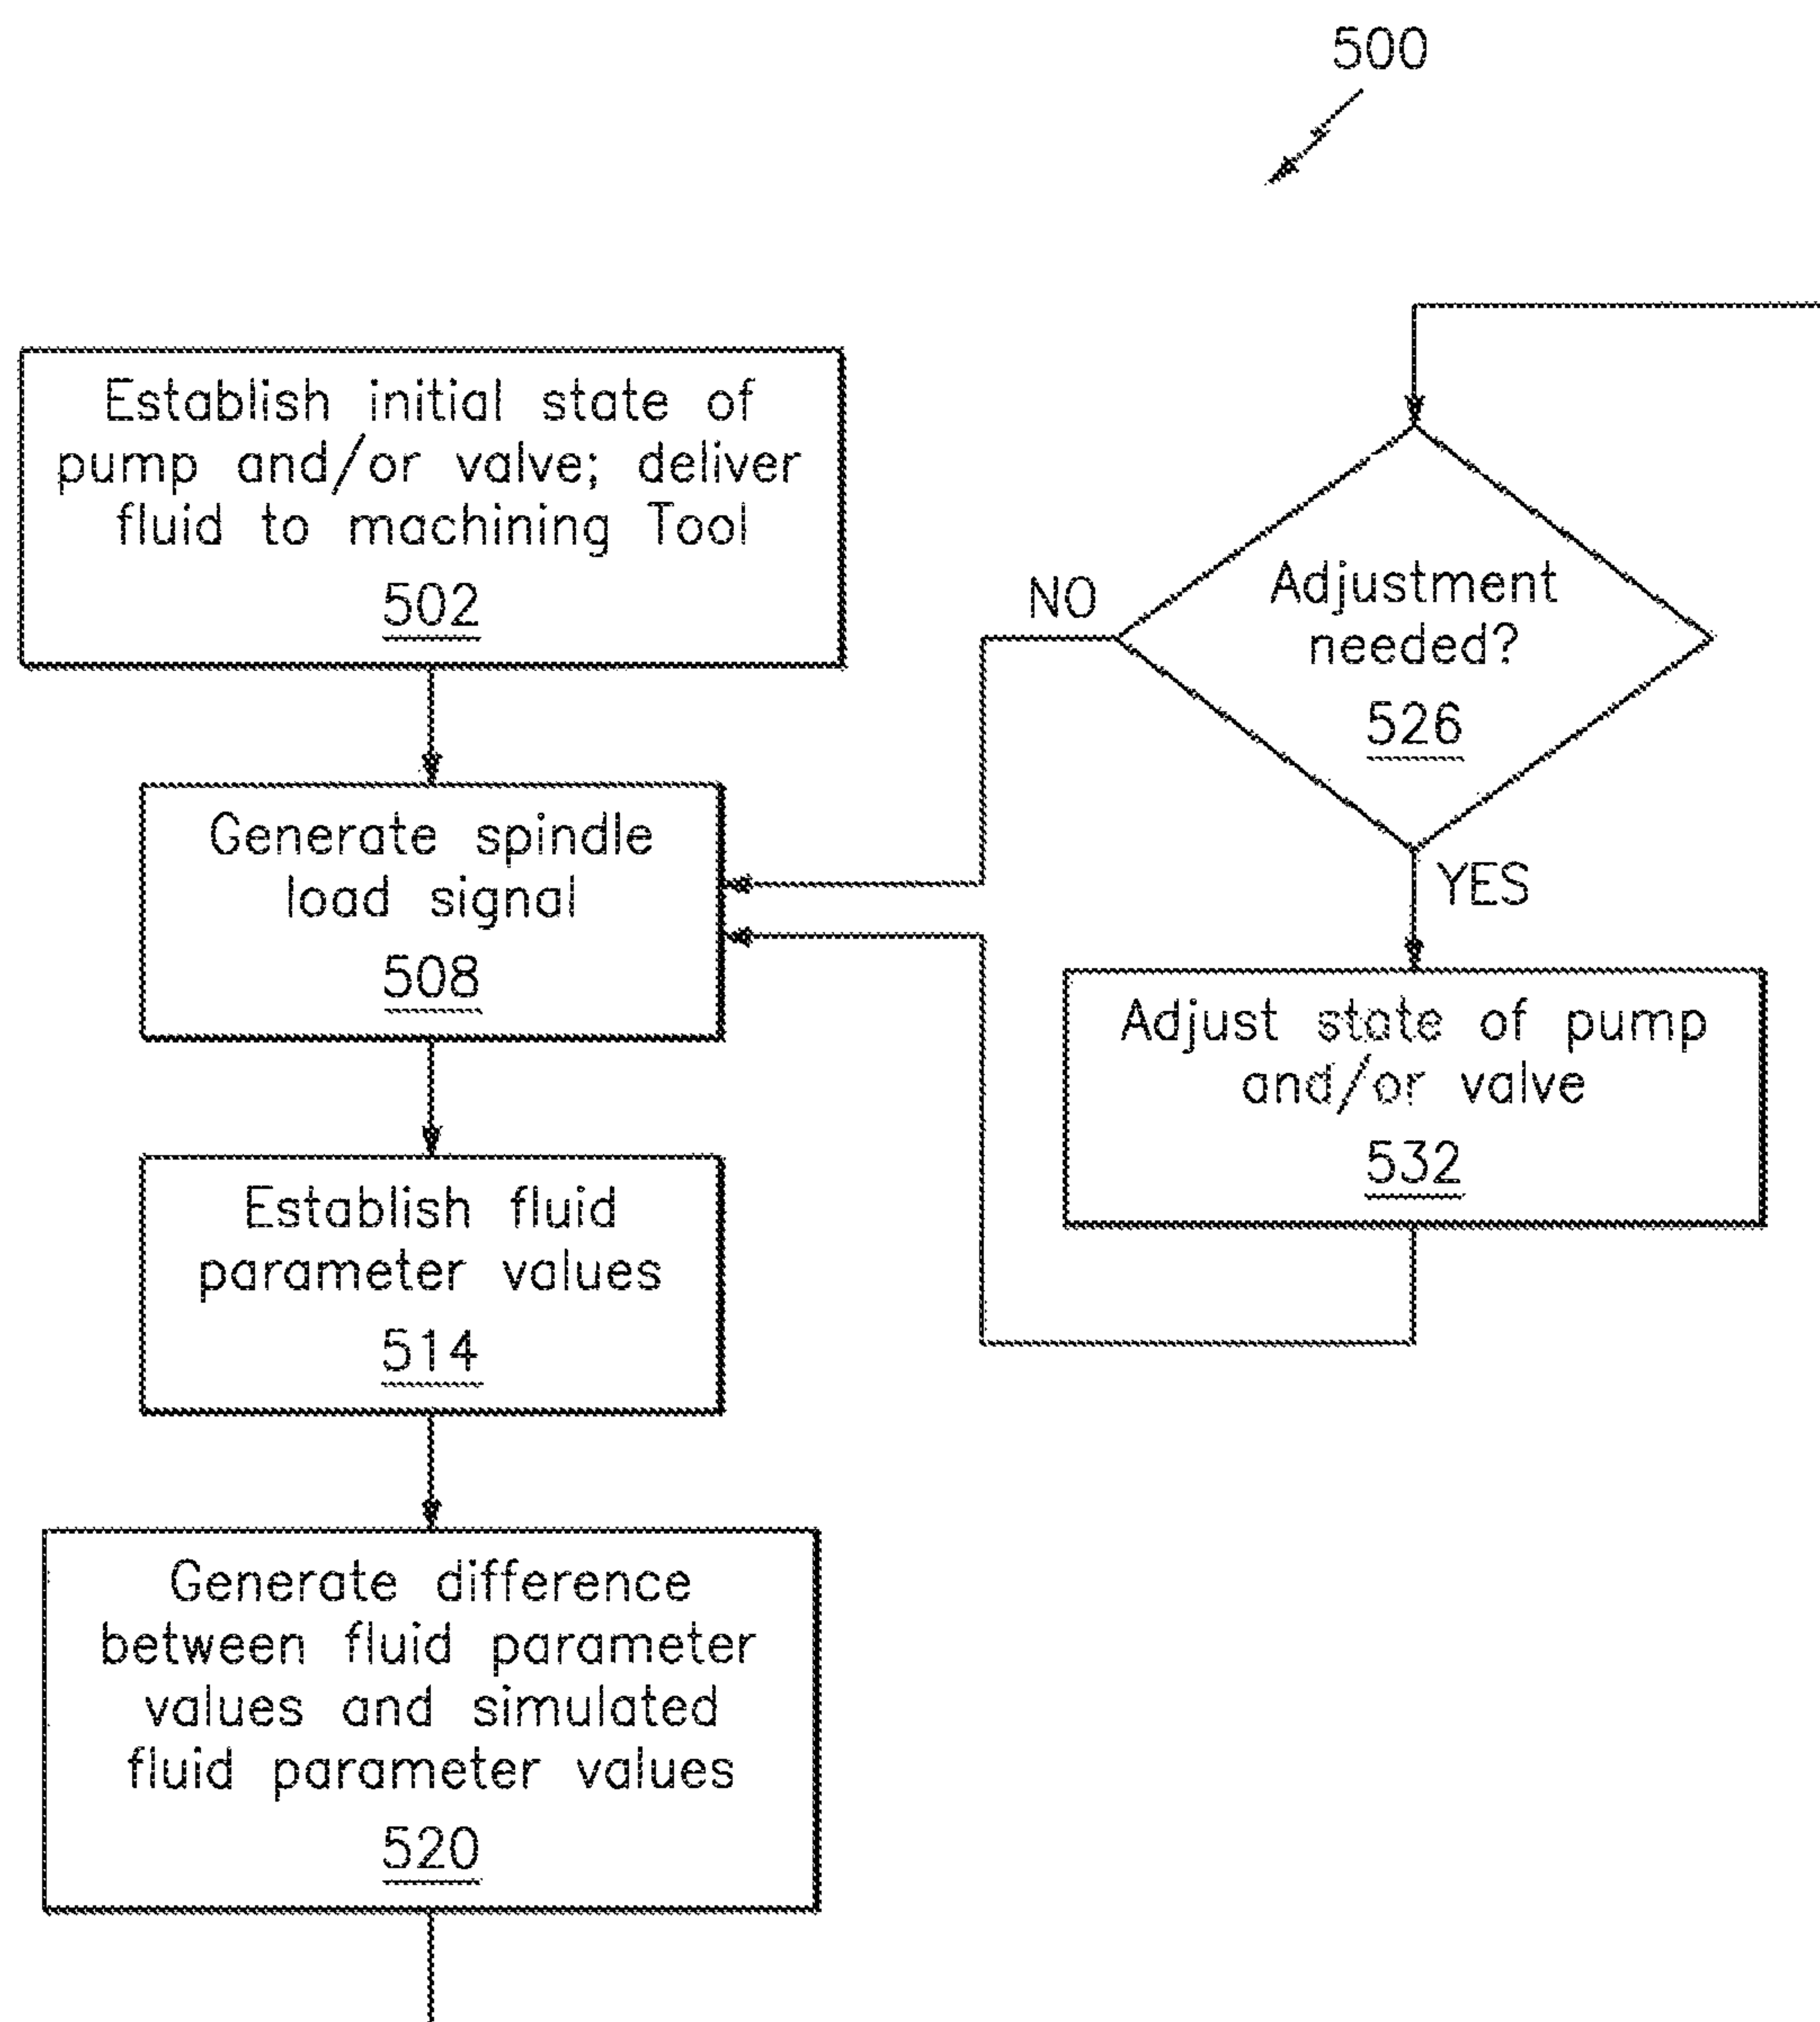 500
Establish initial state of
pump and/or valve; deliver
fluid to machining Tool
502
Generate spindle
load signal
508
Establish fluid
parameter values
514
Generate difference
between fluid parameter
values and simulated
fluid parameter values
520
Adjustment
needed?
526
NO
YES
Adjust state of pump
and/or valve
532